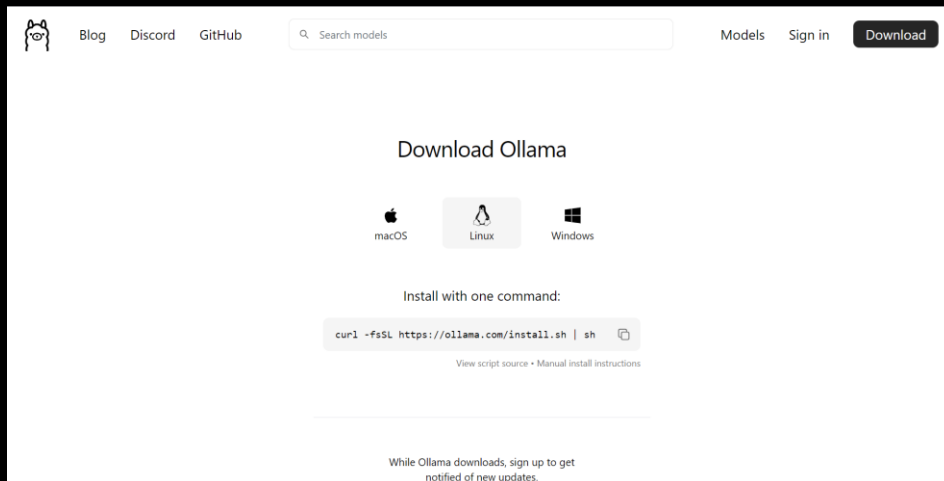 Blog Discord GitHub Search models Models Sign in Download
Download Ollama
macOS Linux Windows
Install with one command:
curl -fsSL https://ollama.com/install.sh | sh
View script source • Manual install instructions
While Ollama downloads, sign up to get
notified of new updates.